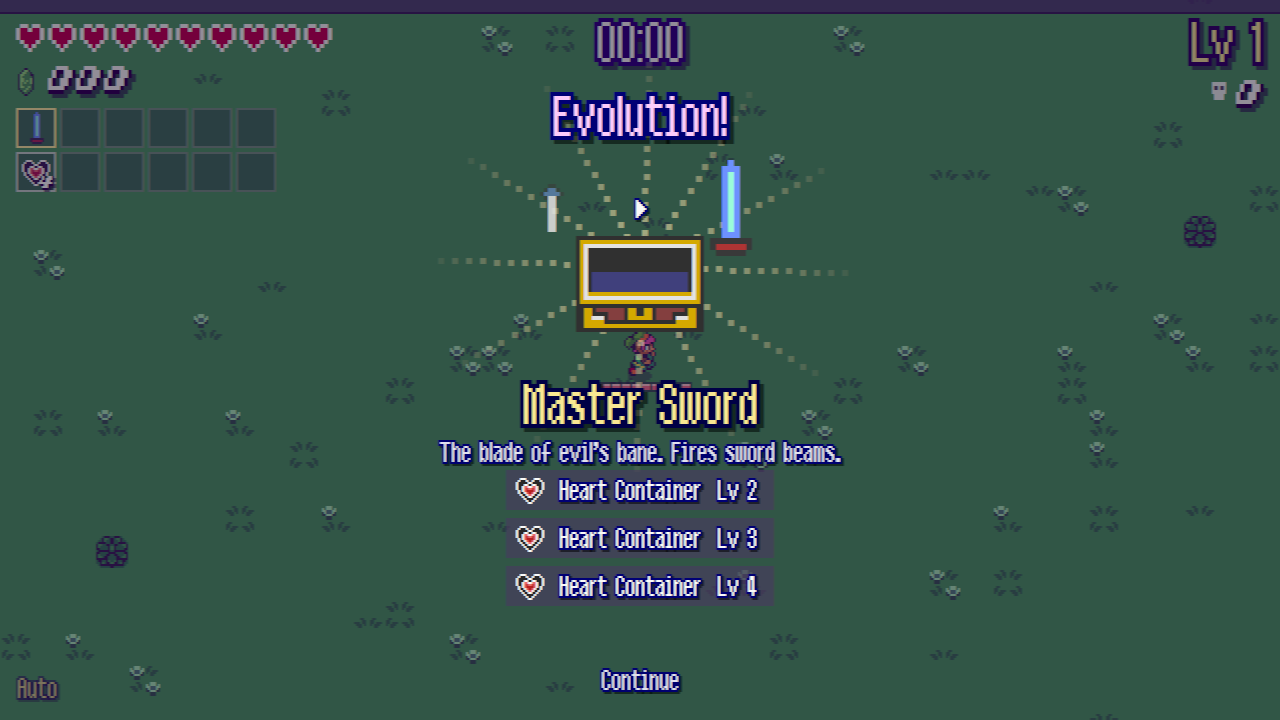 00:00
Lv 1
000
0
Evolution!
4
Master Sword
The blade of evil's bane. Fires sword beams.
Heart Container Lv 2
Heart Container Lv 3
Heart Container Lv 4
Continue
Auto